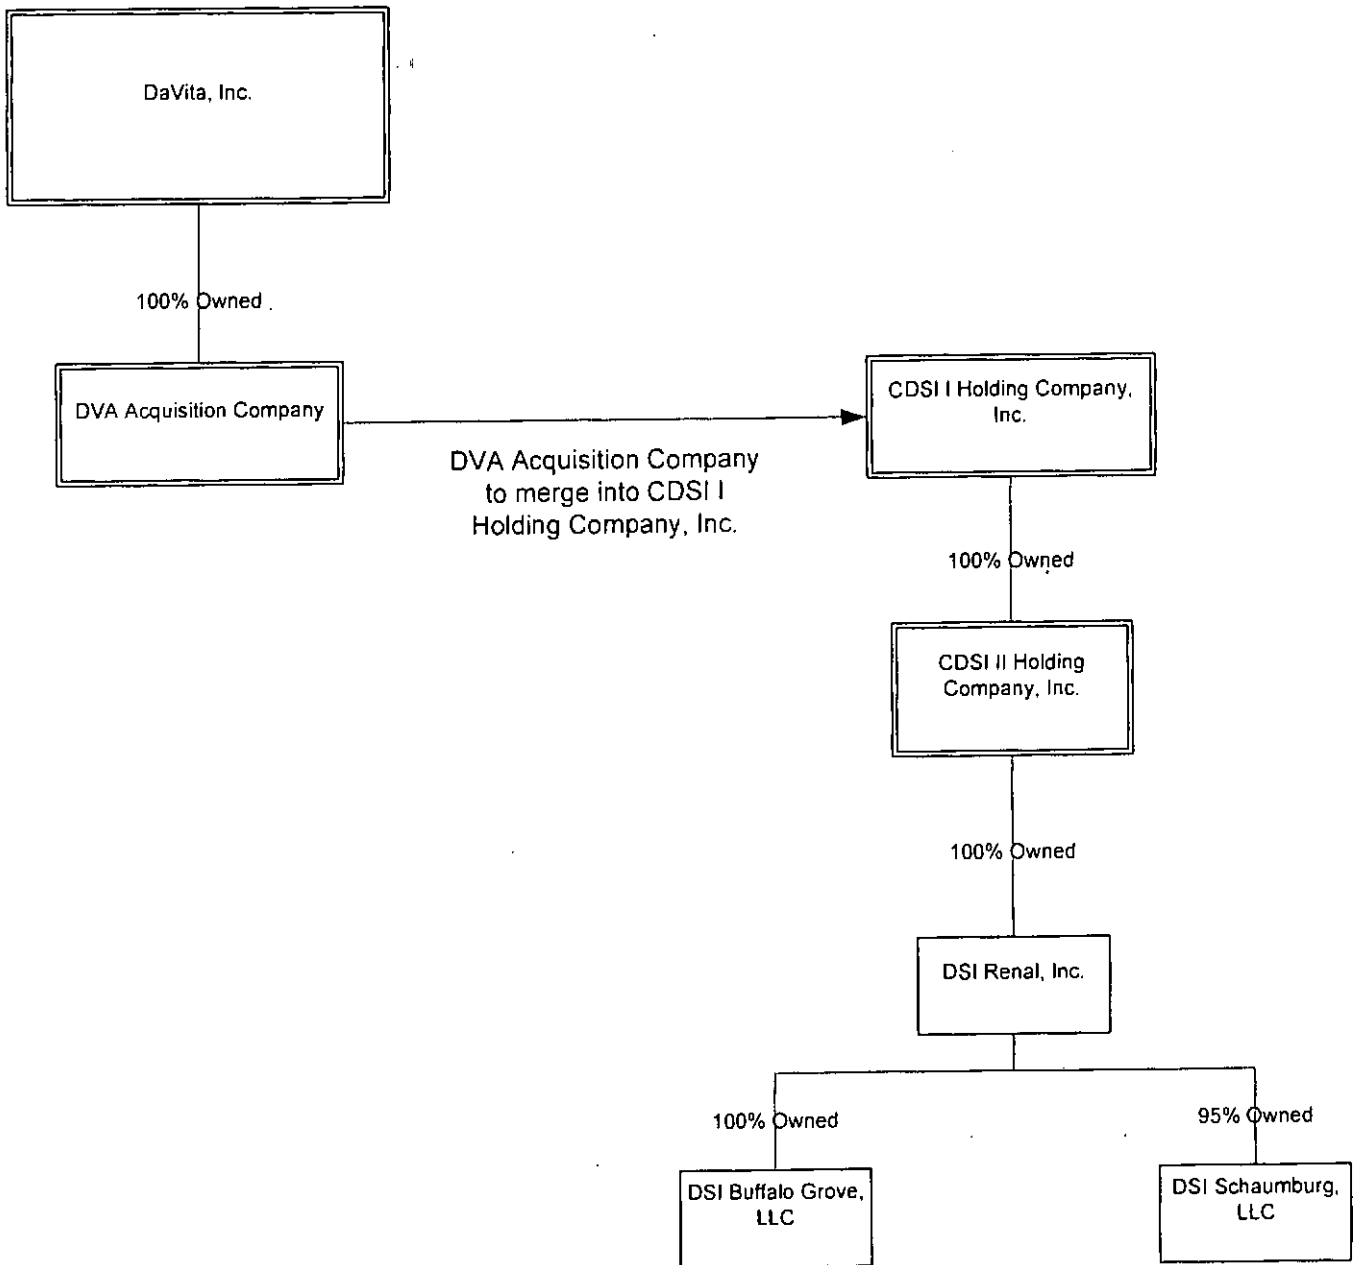 DaVita, Inc.
100% Owned
DVA Acquisition Company
DVA Acquisition Company
to merge into CDSI I
Holding Company, Inc.
CDSI I Holding Company,
Inc.
100% Owned
CDSI II Holding
Company, Inc.
100% Owned
DSI Renal, Inc.
100% Owned
95% Owned
DSI Buffalo Grove,
LLC
DSI Schaumburg,
LLC